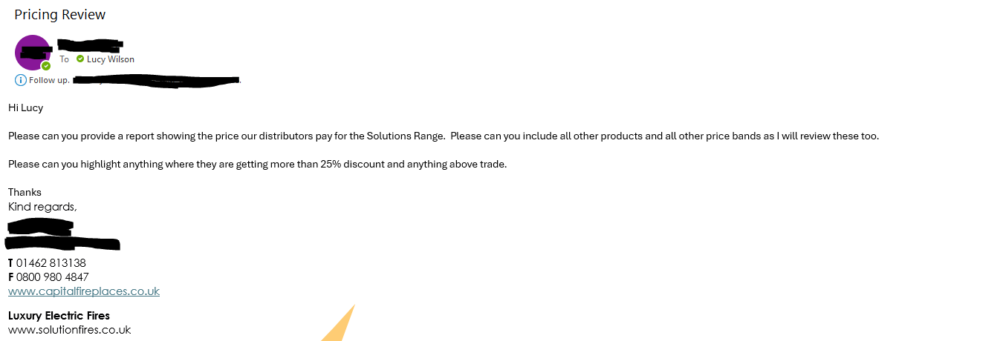 Pricing Review
To Lucy Wilson
Follow up.
Hi Lucy
Please can you provide a report showing the price our distributors pay for the Solutions Range. Please can you include all other products and all other price bands as I will review these too.
Please can you highlight anything where they are getting more than 25% discount and anything above trade.
Thanks
Kind regards,
T 01462 813138
F 0800 980 4847
www.capitalfireplaces.co.uk
Luxury Electric Fires
www.solutionfires.co.uk